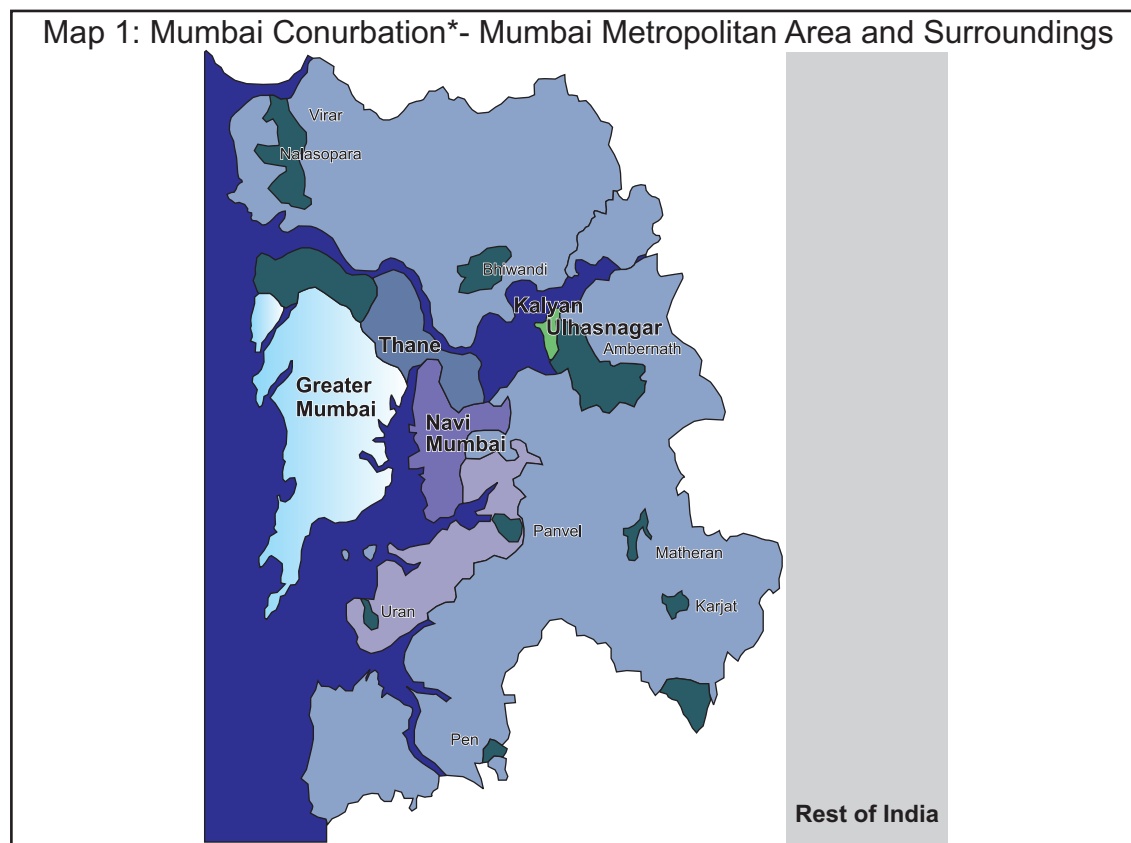 Map 1: Mumbai Conurbation*- Mumbai Metropolitan Area and Surroundings
Virar
Nalasopara
Bhiwandi
Kalyan
Ulhasnagar
Ambernath
Thane
Greater
Mumbai
Navi
Mumbai
Panvel
Matheran
Karjat
Uran
Pen
Rest of India